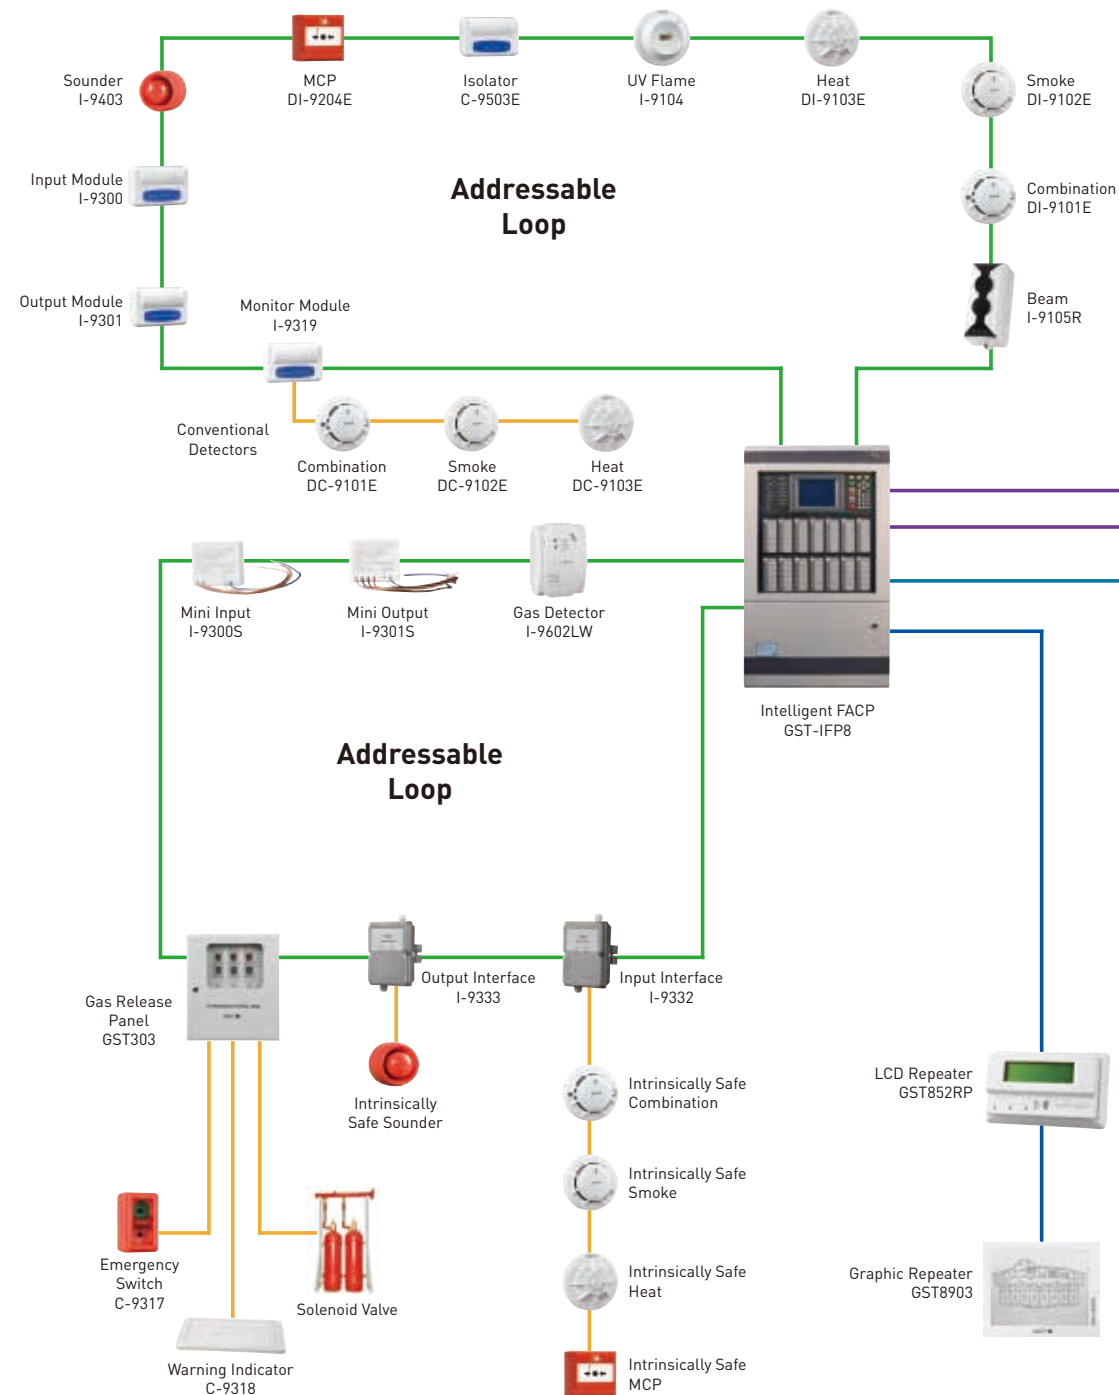 Sounder
I-9403
MCP
DI-9204E
Isolator
C-9503E
UV Flame
I-9104
Heat
DI-9103E
Smoke
DI-9102E
Input Module
I-9300
Addressable
Loop
Combination
DI-9101E
Output Module
I-9301
Monitor Module
I-9319
Beam
I-9105R
Conventional
Detectors
Combination
DC-9101E
Smoke
DC-9102E
Heat
DC-9103E
Mini Input
I-9300S
Mini Output
I-9301S
Gas Detector
I-9602LW
Intelligent FACP
GST-IFP8
Addressable
Loop
Gas Release
Panel
GST303
Output Interface
I-9333
Input Interface
I-9332
Intrinsically
Safe Sounder
Intrinsically Safe
Combination
LCD Repeater
GST852RP
Intrinsically Safe
Smoke
Emergency
Switch
C-9317
Solenoid Valve
Intrinsically Safe
Heat
Graphic Repeater
GST8903
Warning Indicator
C-9318
Intrinsically Safe
MCP